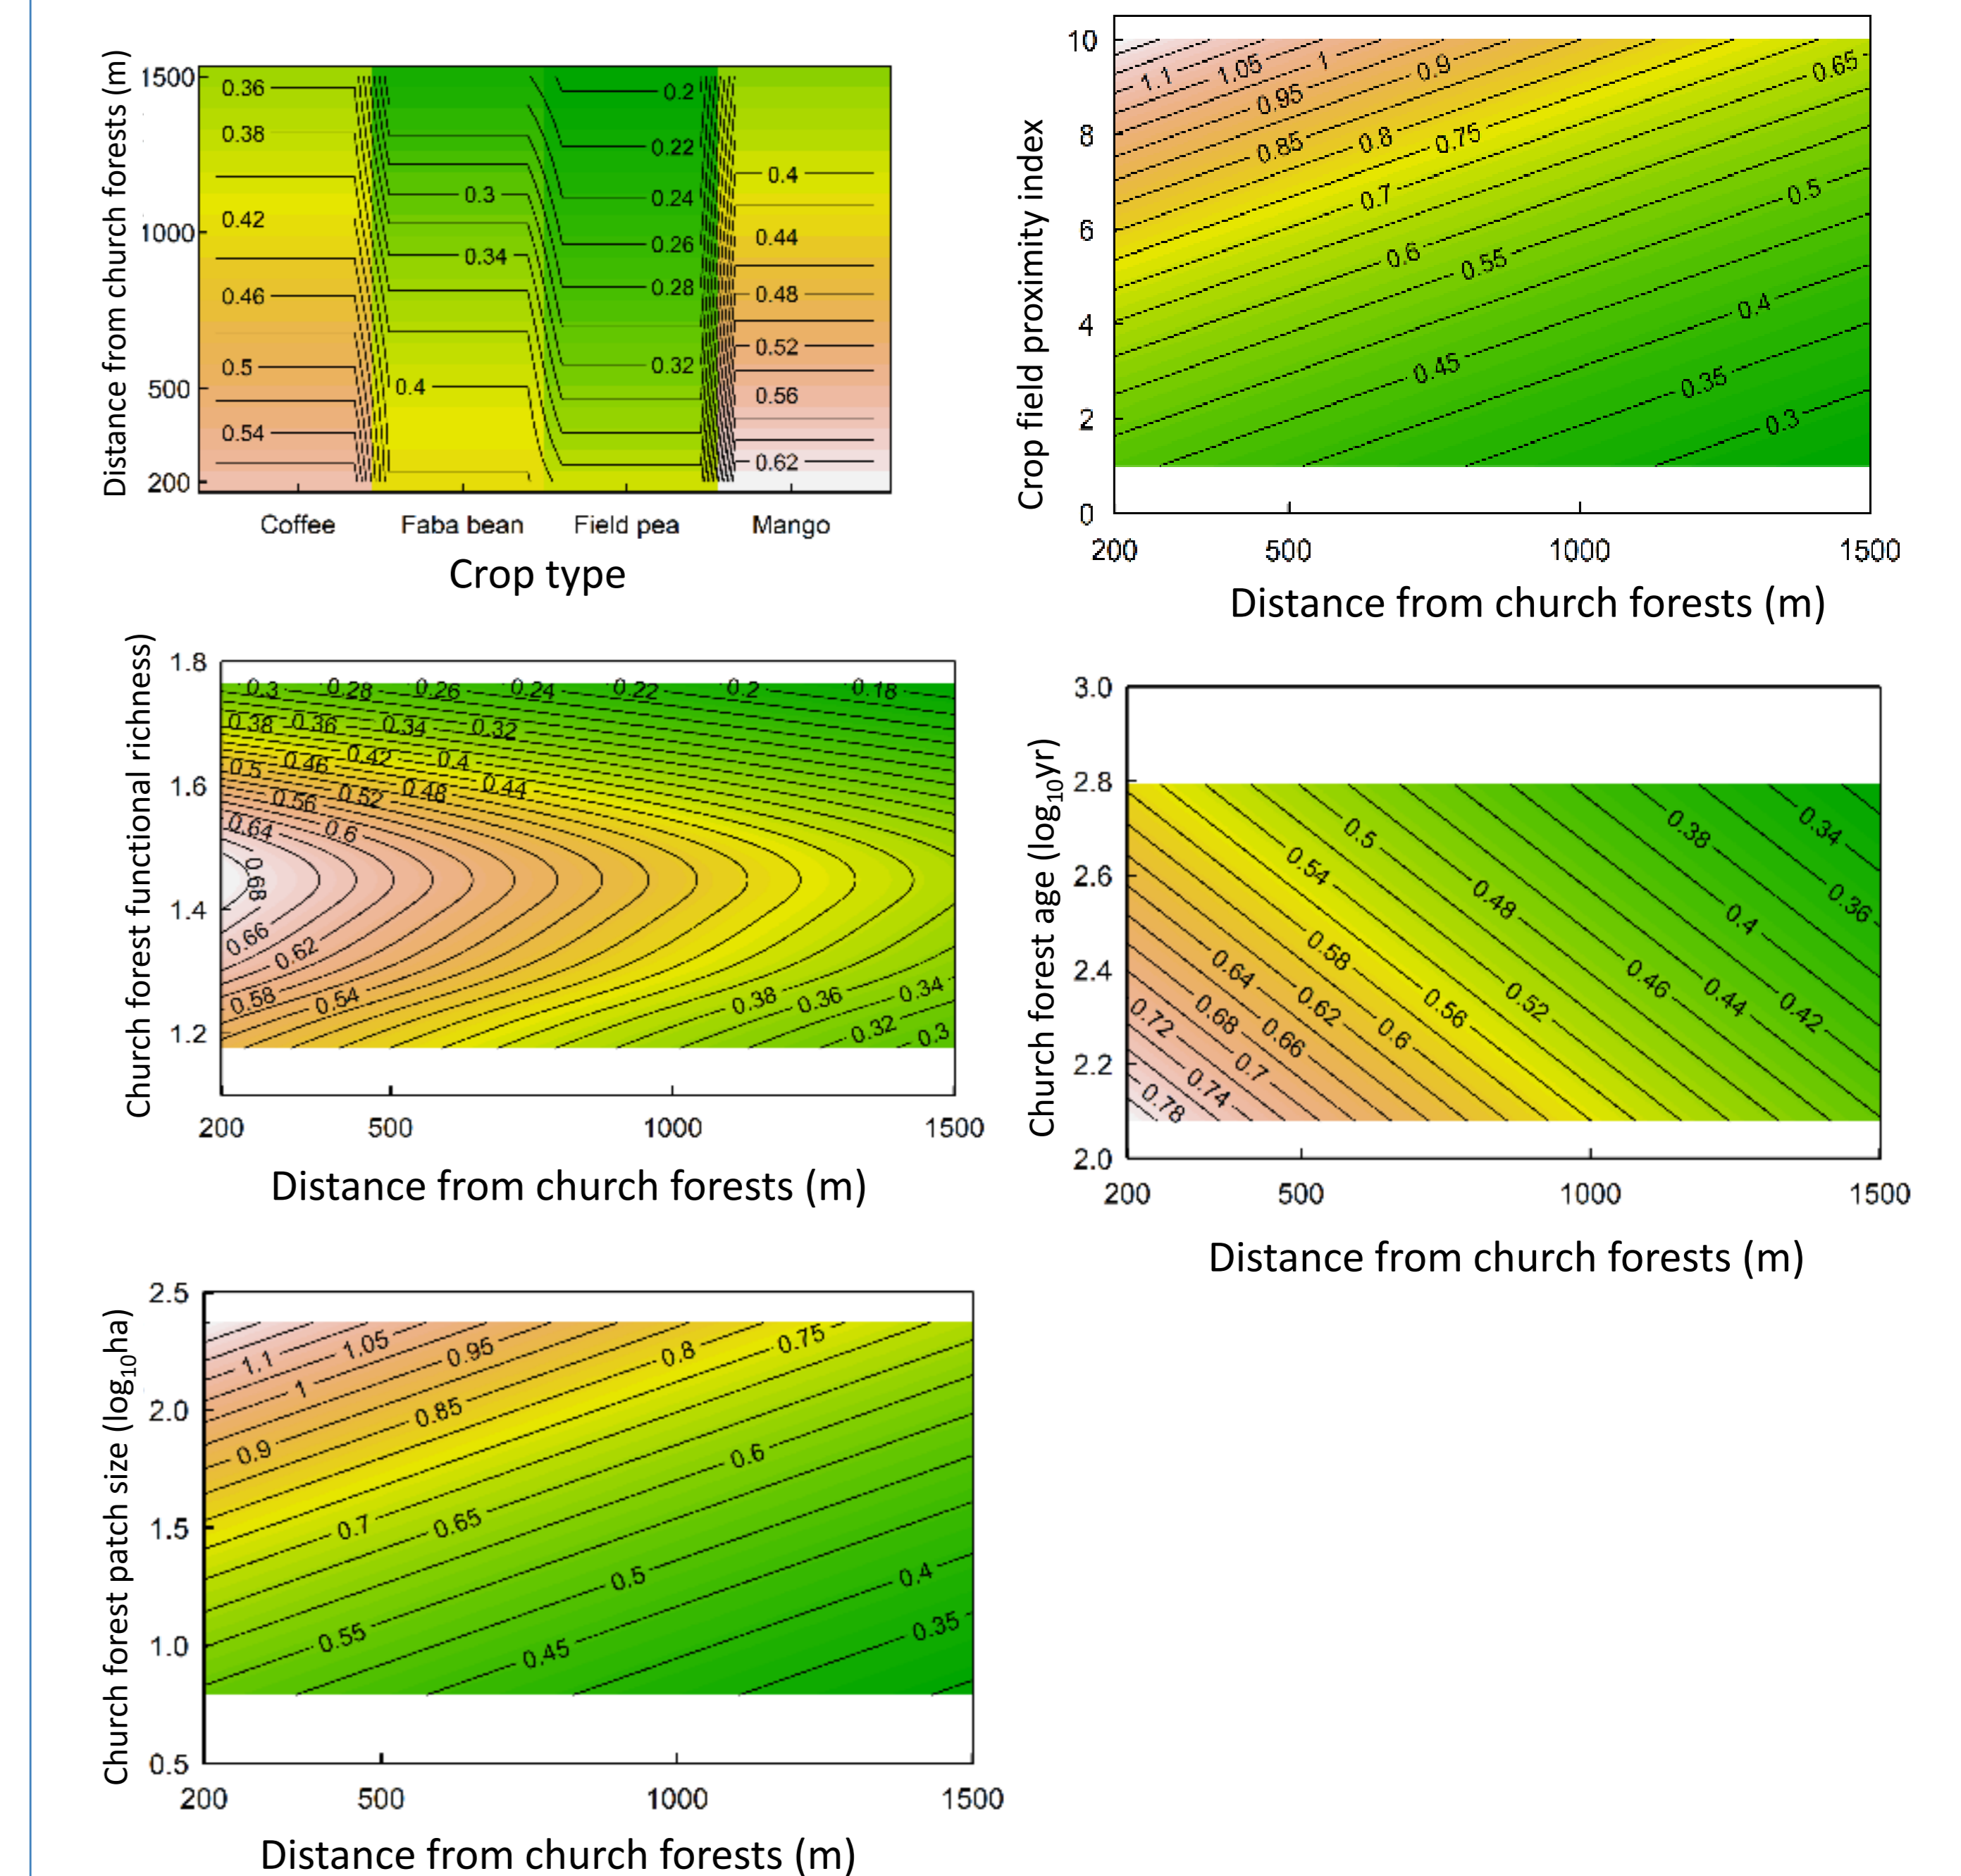 Distance from church forests (m)
1500
1000
500
200
0.36
0.38
0.42
0.46
0.5
0.54
0.3
0.34
0.4
0.2
0.22
0.24
0.26
0.28
0.32
0.4
0.44
0.48
0.52
0.56
0.62
Coffee Faba bean Field pea Mango
Crop type
Crop field proximity index
10
8
6
4
2
0
1.1 1.05 1 0.9 0.65
0.95
0.85 0.8 0.75
0.7 0.5
0.6 0.55
0.4
0.45 0.35
0.3
200 500 1000 1500
Distance from church forests (m)
Church forest functional richness)
1.8
1.6
1.4
1.2
0.3 0.28 0.26 0.24 0.22 0.2 0.18
0.38 0.36 0.34 0.32
0.5 0.46 0.42 0.4
0.56 0.52 0.48 0.44
0.64 0.6
0.68
0.66 0.62
0.58 0.54 0.38 0.36 0.34
0.32 0.3
200 500 1000 1500
Distance from church forests (m)
Church forest age (log10yr)
3.0
2.8
2.6
2.4
2.2
2.0
0.5 0.38 0.34
0.54 0.48 0.4 0.36
0.64 0.58
0.72 0.68 0.62 0.56 0.52 0.46 0.44 0.42
0.66 0.6
0.78 0.74 0.7
200 500 1000 1500
Distance from church forests (m)
Church forest patch size (log10ha)
2.5
2.0
1.5
1.0
0.5
1.1 1.05 0.95 0.8 0.75
1
0.9 0.85
0.6
0.7 0.65
0.5 0.4
0.55 0.45 0.35
200 500 1000 1500
Distance from church forests (m)